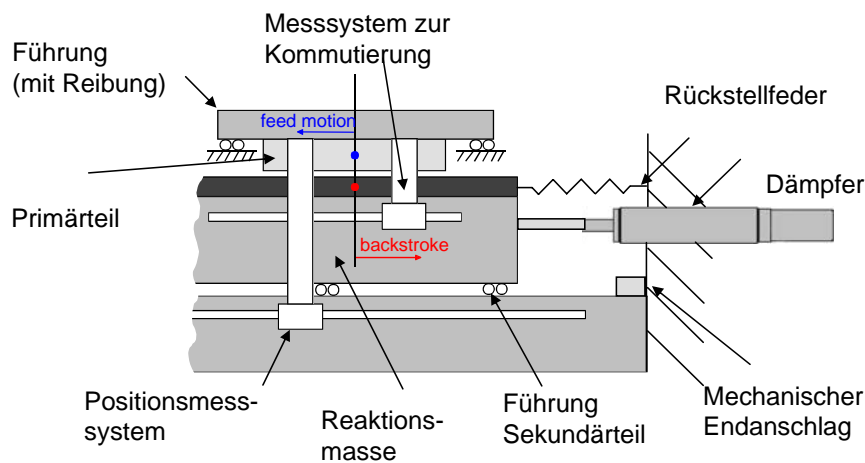 Messsystem zur
Kommutierung
Führung
(mit Reibung)
Rückstellfeder
feed motion
Dämpfer
Primärteil
backstroke
Positionsmess-
system
Reaktions-
masse
Führung
Sekundärteil
Mechanischer
Endanschlag